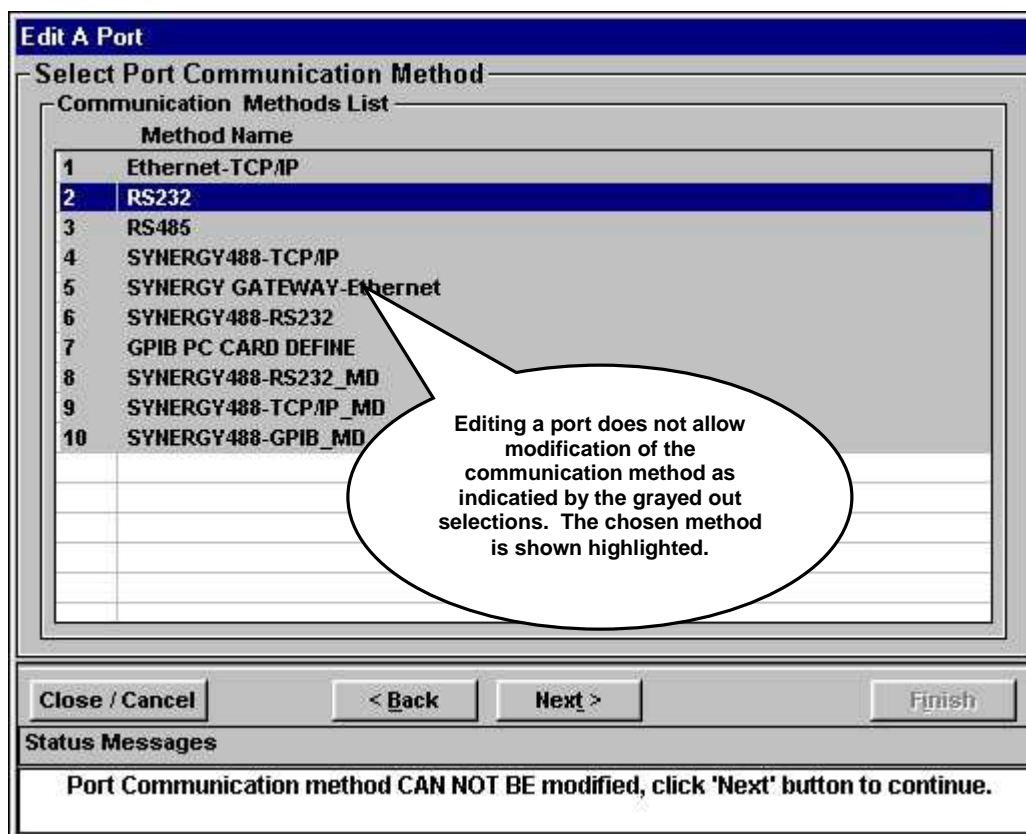 Edit A Port
Select Port Communication Method
Communication Methods List
Method Name
1 Ethernet-TCP/IP
2 RS232
3 RS485
4 SYNERGY488-TCP/IP
5 SYNERGY GATEWAY-Ethernet
6 SYNERGY488-RS232
7 GPIB PC CARD DEFINE
8 SYNERGY488-RS232_MD
9 SYNERGY488-TCP/IP_MD
10 SYNERGY488-GPIB_MD
Editing a port does not allow
modification of the
communication method as
indicatied by the grayed out
selections. The chosen method
is shown highlighted.
Close / Cancel
< Back
Next >
Finish
Status Messages
Port Communication method CAN NOT BE modified, click 'Next' button to continue.